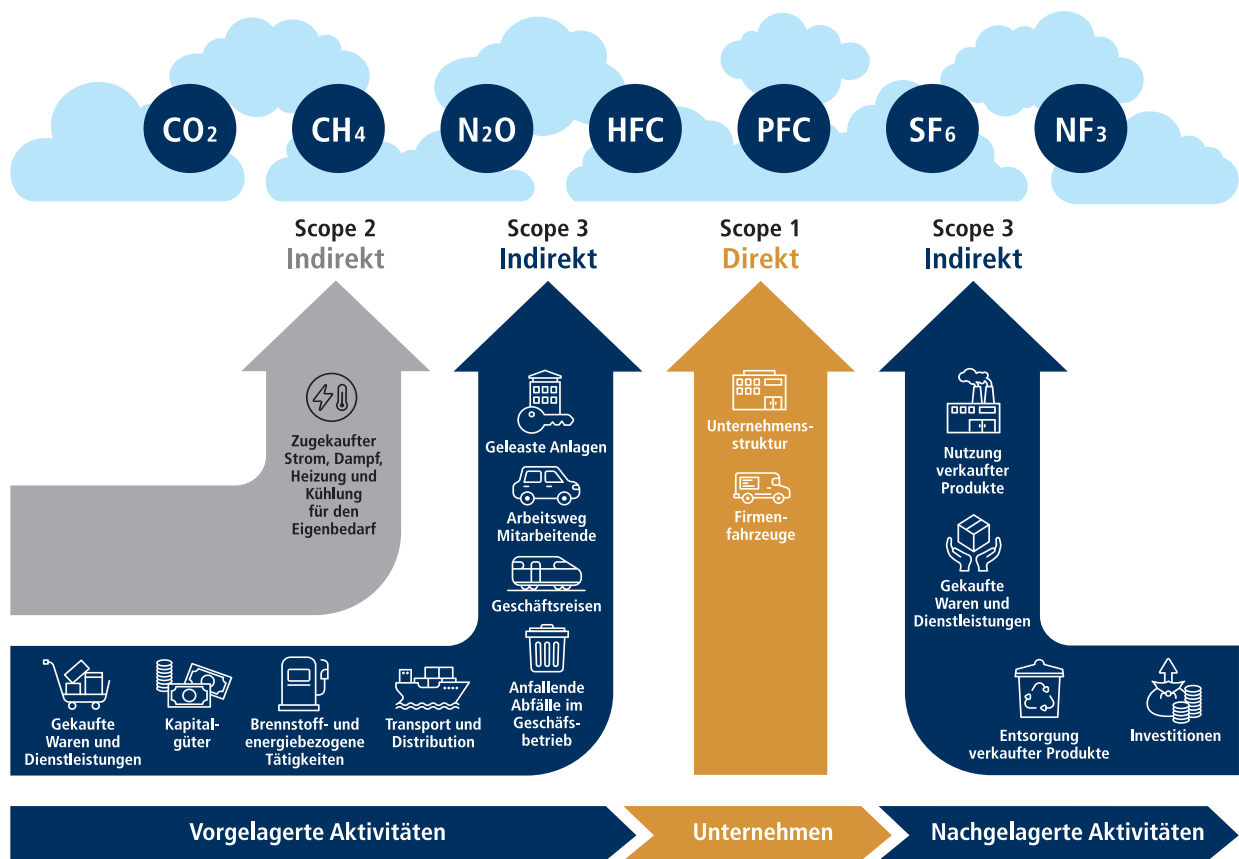 CO₂
CH₄
N₂O
HFC
PFC
SF₆
NF₃
Scope 2
Indirekt
Scope 3
Indirekt
Scope 1
Direkt
Scope 3
Indirekt
Zugekaufter
Strom, Dampf,
Heizung und
Kühlung
für den
Eigenbedarf
Geleaste Anlagen
Arbeitsweg
Mitarbeitende
Geschäftsreisen
Anfallende
Abfälle im
Geschäfs-
betrieb
Unternehmens-
struktur
Firmen-
fahrzeuge
Nutzung
verkaufter
Produkte
Gekaufte
Waren und
Dienstleistungen
Gekaufte
Waren und
Dienstleistungen
Kapital-
güter
Brennstoff- und
energiebezogene
Tätigkeiten
Transport und
Distribution
Entsorgung
verkaufter Produkte
Investitionen
Vorgelagerte Aktivitäten
Unternehmen
Nachgelagerte Aktivitäten